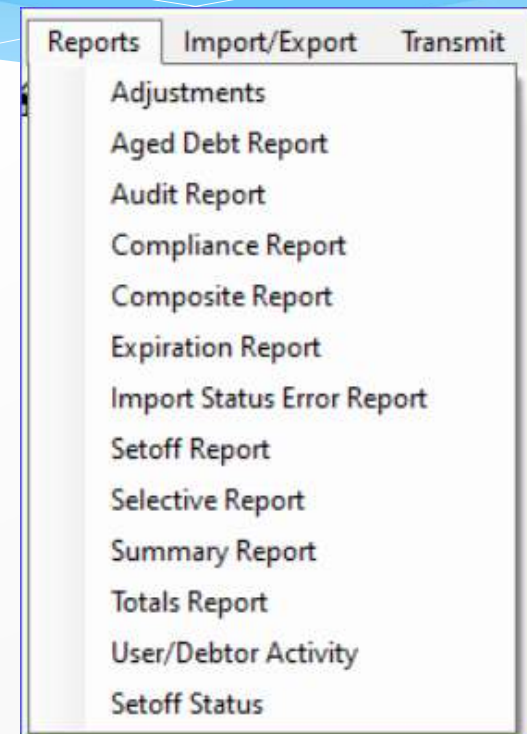 Reports Import/Export Transmit
Adjustments
Aged Debt Report
Audit Report
Compliance Report
Composite Report
Expiration Report
Import Status Error Report
Setoff Report
Selective Report
Summary Report
Totals Report
User/Debtor Activity
Setoff Status